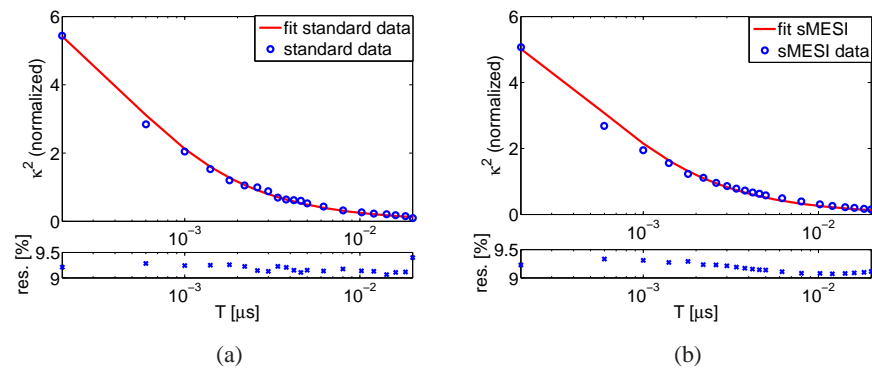 6
4
2
0
κ² (normalized)
fit standard data
standard data
10⁻³
10⁻²
9.5
9
res. [%]
10⁻³
10⁻²
T [μs]
(a)
6
4
2
0
κ² (normalized)
fit sMESI
sMESI data
10⁻³
10⁻²
9.5
9
res. [%]
10⁻³
10⁻²
T [μs]
(b)